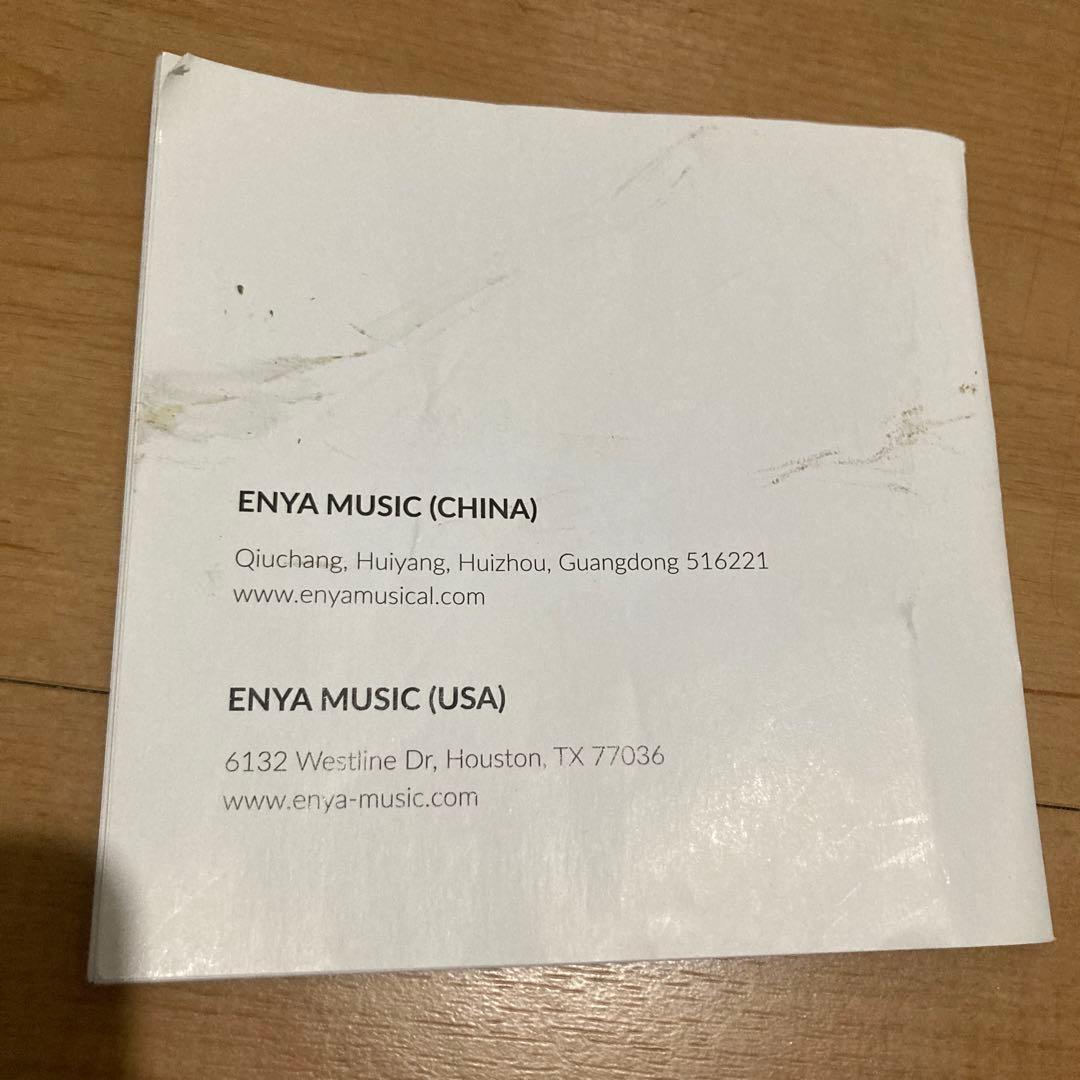 ENYA MUSIC (CHINA)
Qiuchang, Huiyang, Huizhou, Guangdong 516221
www.enyamusical.com
ENYA MUSIC (USA)
6132 Westline Dr, Houston, TX 77036
www.enya-music.com